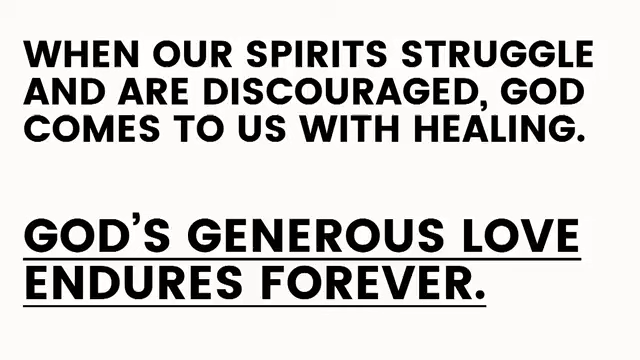 WHEN OUR SPIRITS STRUGGLE
AND ARE DISCOURAGED, GOD
COMES TO US WITH HEALING.
GOD'S GENEROUS LOVE
ENDURES FOREVER.